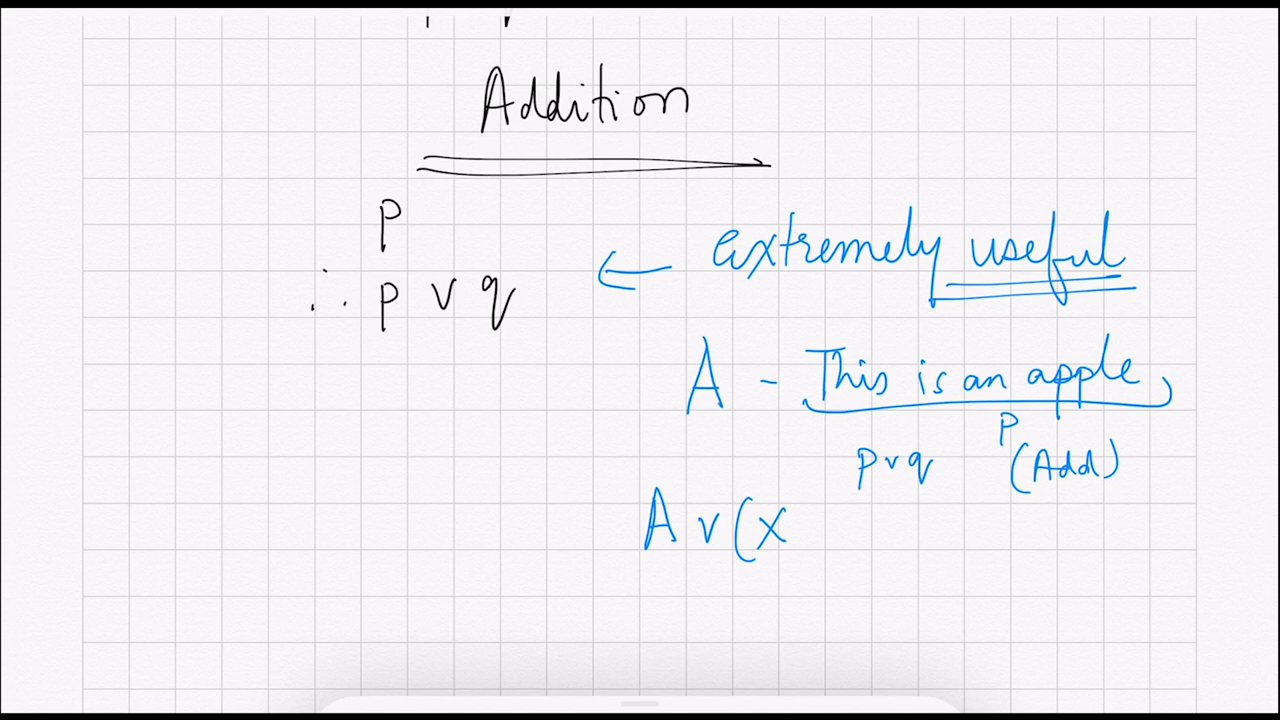 Addition
p
∴ p v q
← extremely useful
A - This is an apple
p
p v q (Add)
A v (x